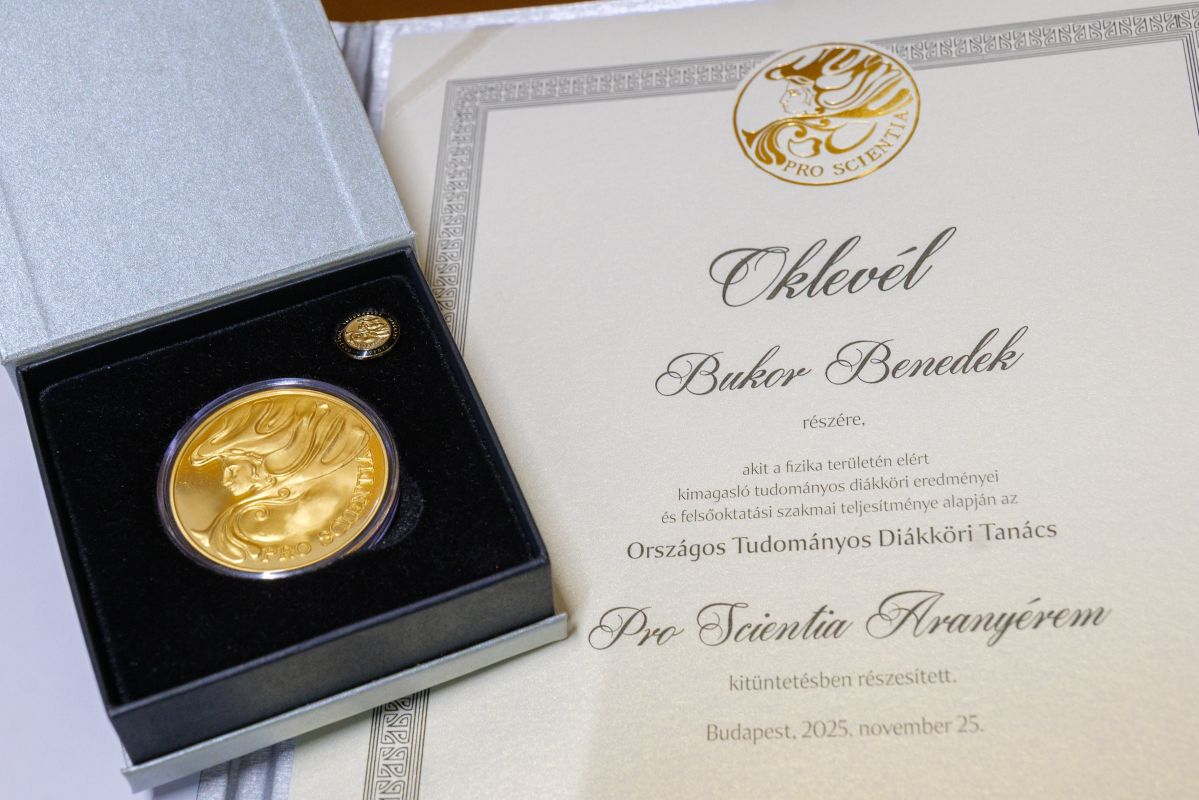 PRO SCIENTIA
Oklevél
Bukor Benedek
részére,
akit a fizika területén elért
kimagasló tudományos diákköri eredményei
és felsőoktatási szakmai teljesítménye alapján az
Országos Tudományos Diákköri Tanács
Pro Scientia Aranyérem
kitüntetésben részesített.
Budapest, 2025. november 25.
PRO SCIENTIA